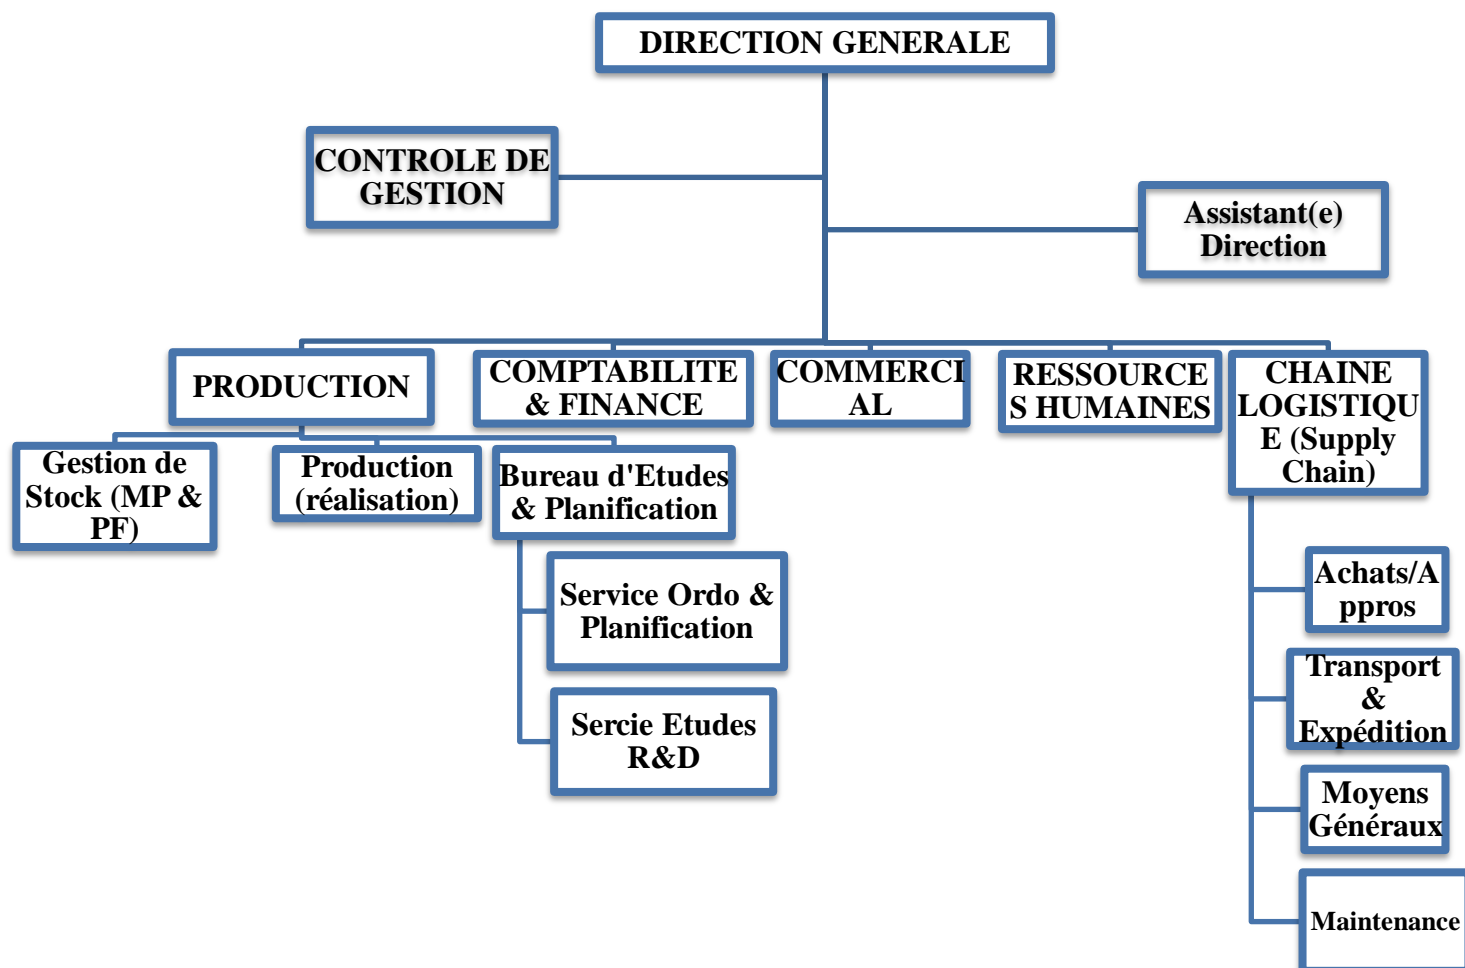 DIRECTION GENERALE
CONTROLE DE
GESTION
Assistant(e)
Direction
PRODUCTION
COMPTABILITE
& FINANCE
COMMERCI
AL
RESSOURCE
S HUMAINES
CHAINE
LOGISTIQU
E (Supply
Chain)
Gestion de
Stock (MP &
PF)
Production
(réalisation)
Bureau d'Etudes
& Planification
Service Ordo &
Planification
Sercie Etudes
R&D
Achats/A
ppros
Transport
&
Expédition
Moyens
Généraux
Maintenance